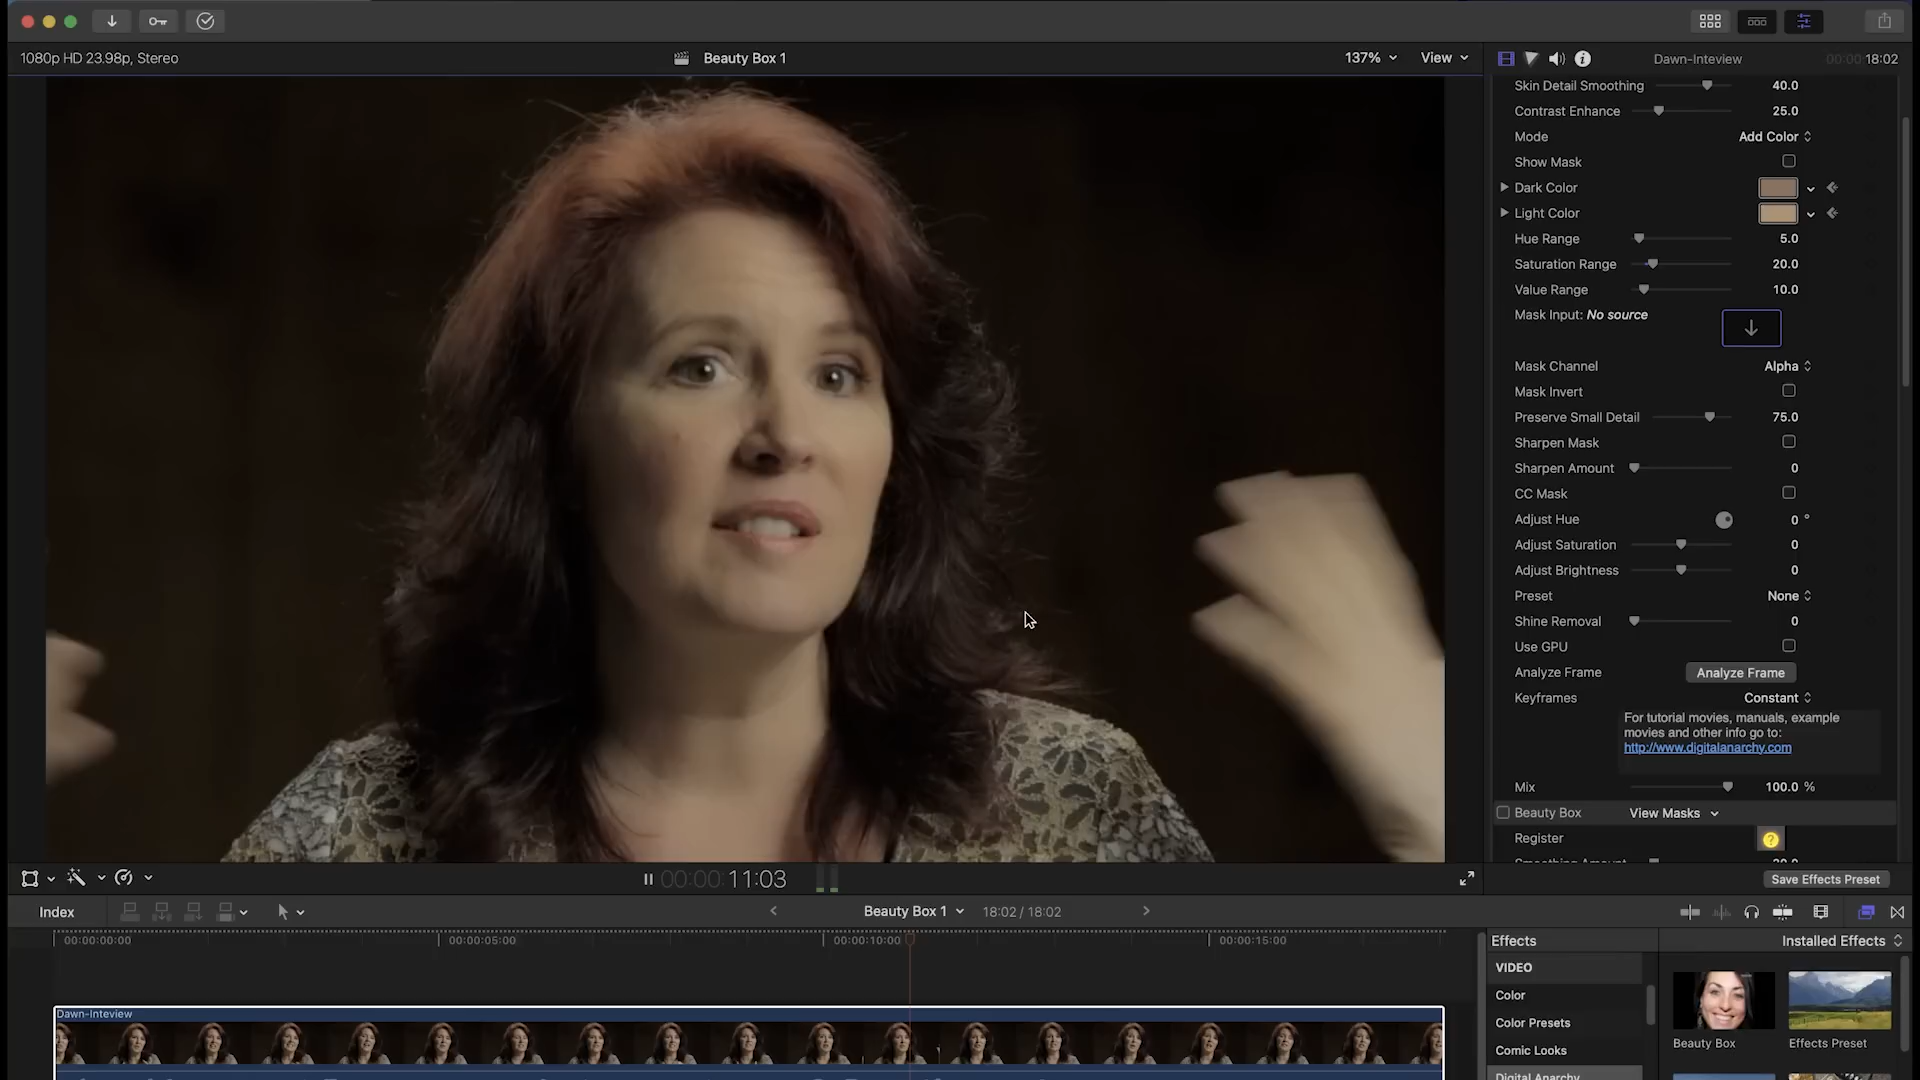 1080p HD 23.98p, Stereo
Beauty Box 1
137%
View
Dawn-Inteview
00:00:18:02
Skin Detail Smoothing 40.0
Contrast Enhance 25.0
Mode Add Color
Show Mask
Dark Color
Light Color
Hue Range 5.0
Saturation Range 20.0
Value Range 10.0
Mask Input: No source
Mask Channel Alpha
Mask Invert
Preserve Small Detail 75.0
Sharpen Mask
Sharpen Amount 0
CC Mask
Adjust Hue 0 °
Adjust Saturation 0
Adjust Brightness 0
Preset None
Shine Removal 0
Use GPU
Analyze Frame Analyze Frame
Keyframes Constant
For tutorial movies, manuals, example
movies and other info go to:
http://www.digitalanarchy.com
Mix 100.0 %
Beauty Box View Masks
Register ?
Save Effects Preset
00:00:11:03
Index
Beauty Box 1
18:02 / 18:02
00:00:00:00
00:00:05:00
00:00:10:00
00:00:15:00
Dawn-Inteview
Effects
Installed Effects
VIDEO
Color
Color Presets
Comic Looks
Digital Anarchy
Beauty Box
Effects Preset